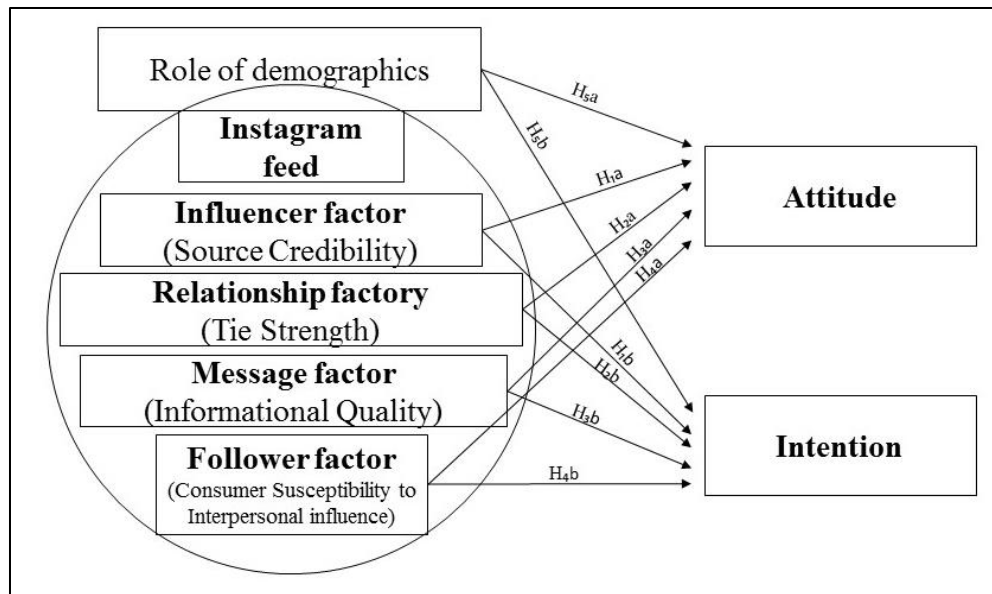 Role of demographics
Instagram
feed
Influencer factor
(Source Credibility)
Relationship factory
(Tie Strength)
Message factor
(Informational Quality)
Follower factor
(Consumer Susceptibility to
Interpersonal influence)
H₅a
H₅b
H₁a
H₂a
H₃a
H₄a
H₁b
H₂b
H₃b
H₄b
Attitude
Intention